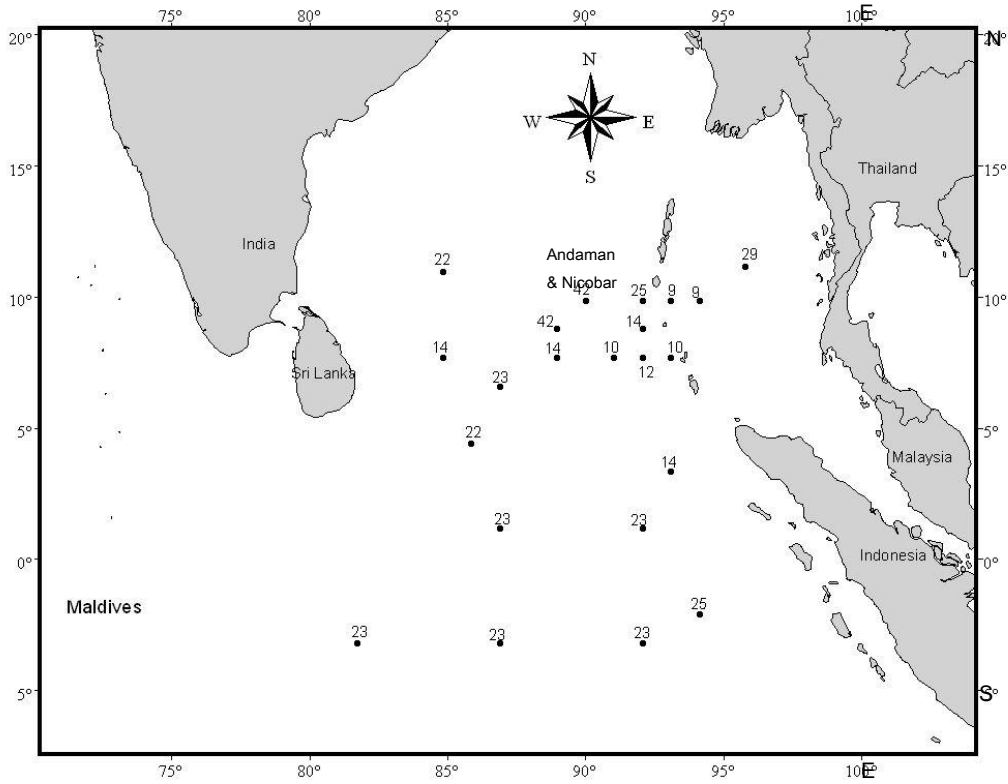 E
75° 80° 85° 90° 95° 100°
20° N
N
W E
S
15° Thailand 15°
India
22 Andaman 29
& Nicobar
42 25 9 9
10° 10°
42 14
14 14 10 10
Sri Lanka 12
23
5° 22 5°
Malaysia
14
23 23
0° Indonesia 0°
Maldives 25
23 23 23
5° S
75° 80° 85° 90° 95° 100°
E